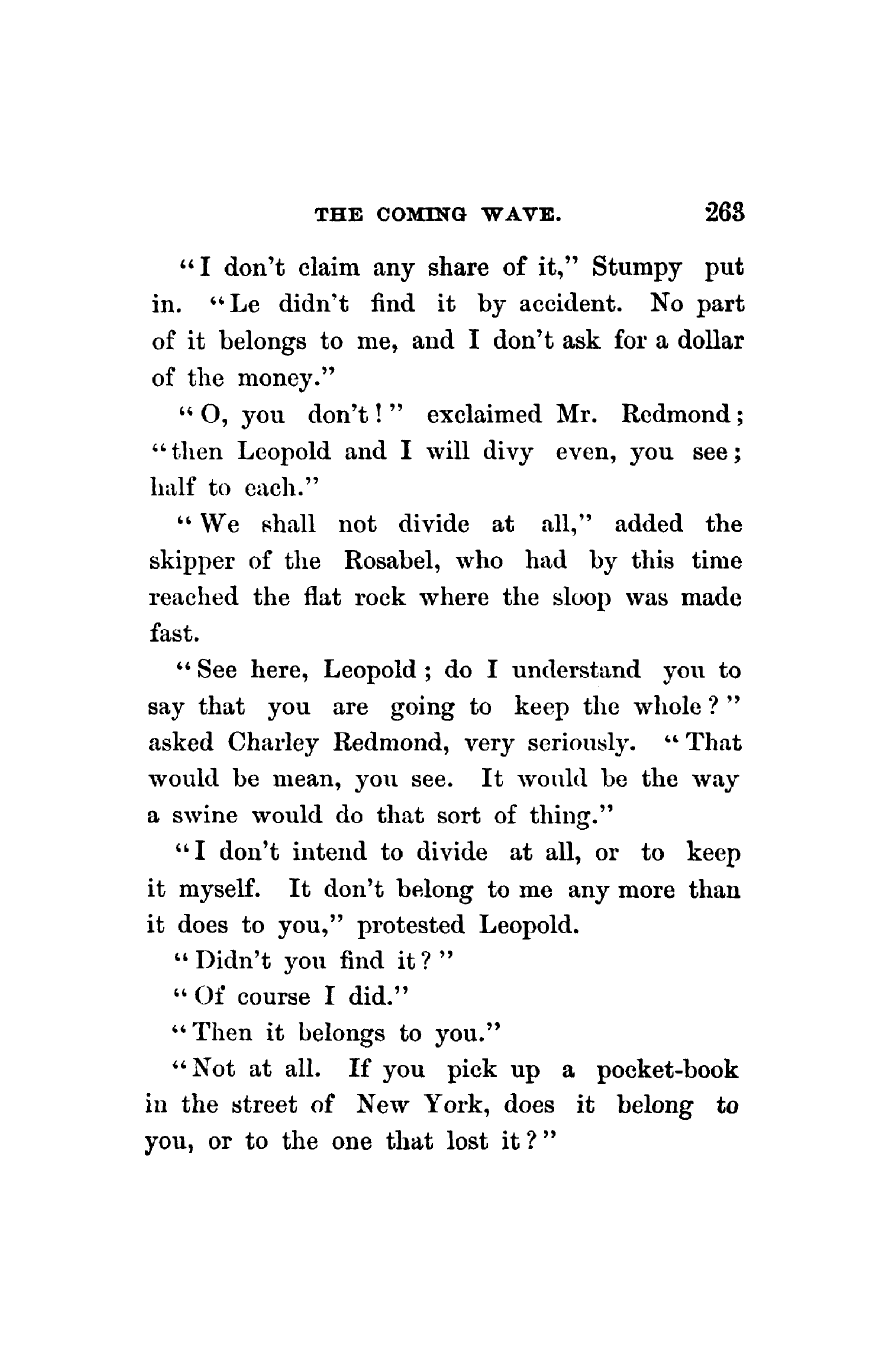 THE COMING WAVE. 263
“I don’t claim any share of it,” Stumpy put
in. “Le didn’t find it by accident. No part
of it belongs to me, and I don’t ask for a dollar
of the money.”
“O, you don’t!” exclaimed Mr. Redmond;
“then Leopold and I will divy even, you see;
half to each.”
“We shall not divide at all,” added the
skipper of the Rosabel, who had by this time
reached the flat rock where the sloop was made
fast.
“See here, Leopold; do I understand you to
say that you are going to keep the whole?”
asked Charley Redmond, very seriously. “That
would be mean, you see. It would be the way
a swine would do that sort of thing.”
“I don’t intend to divide at all, or to keep
it myself. It don’t belong to me any more than
it does to you,” protested Leopold.
“Didn’t you find it?”
“Of course I did.”
“Then it belongs to you.”
“Not at all. If you pick up a pocket-book
in the street of New York, does it belong to
you, or to the one that lost it?”